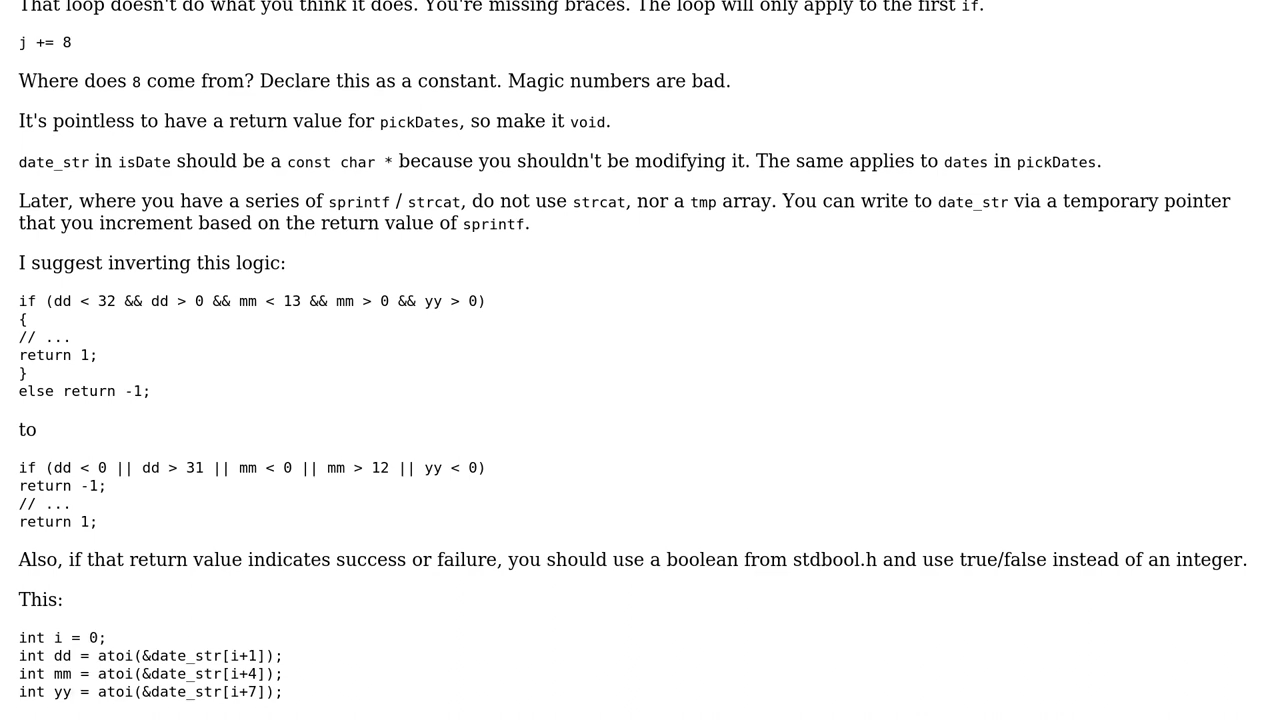 That loop doesn't do what you think it does. You're missing braces. The loop will only apply to the first if.
j += 8
Where does 8 come from? Declare this as a constant. Magic numbers are bad.
It's pointless to have a return value for pickDates, so make it void.
date_str in isDate should be a const char * because you shouldn't be modifying it. The same applies to dates in pickDates.
Later, where you have a series of sprintf / strcat, do not use strcat, nor a tmp array. You can write to date_str via a temporary pointer
that you increment based on the return value of sprintf.
I suggest inverting this logic:
if (dd < 32 && dd > 0 && mm < 13 && mm > 0 && yy > 0)
{
// ...
return 1;
}
else return -1;
to
if (dd < 0 || dd > 31 || mm < 0 || mm > 12 || yy < 0)
return -1;
// ...
return 1;
Also, if that return value indicates success or failure, you should use a boolean from stdbool.h and use true/false instead of an integer.
This:
int i = 0;
int dd = atoi(&date_str[i+1]);
int mm = atoi(&date_str[i+4]);
int yy = atoi(&date_str[i+7]);